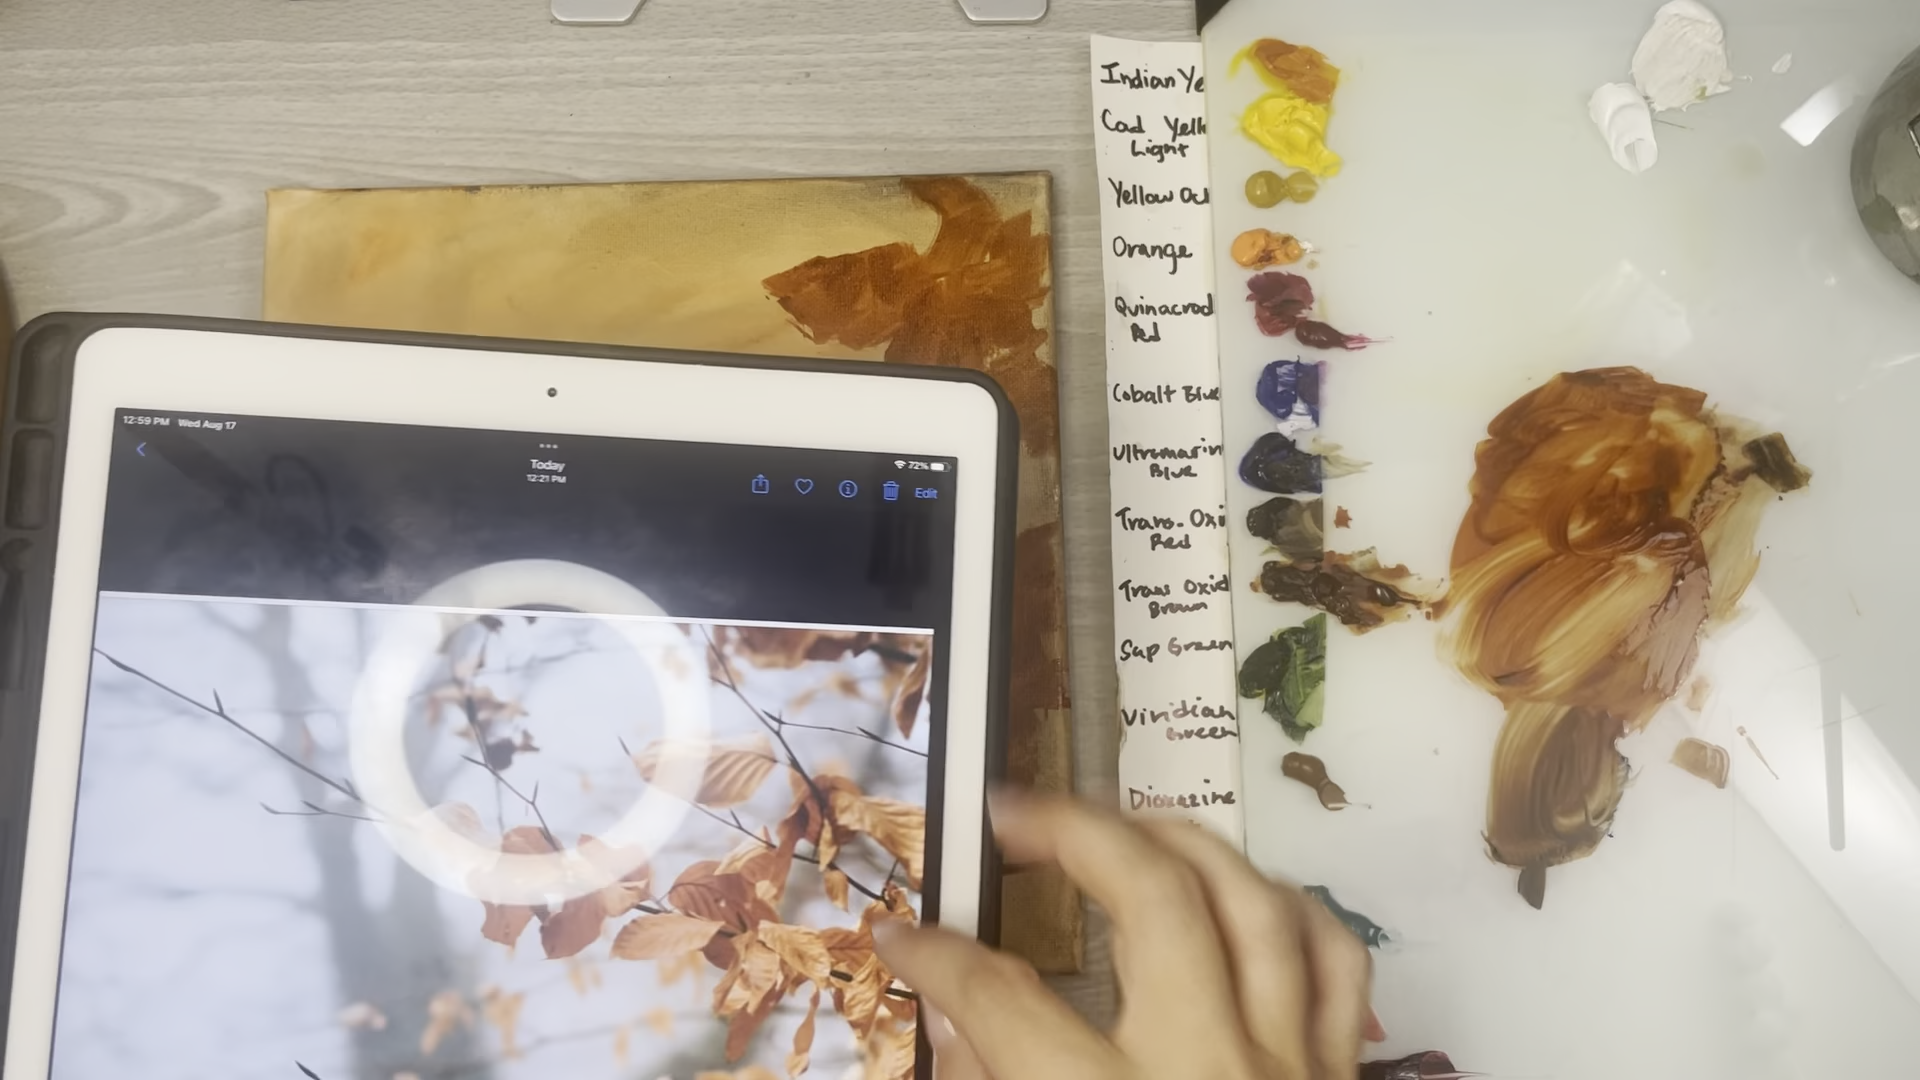 Indian Ye
Cad Yell
Light
Yellow Oc
Orange
Quinacrod
Red
Cobalt Blue
Ultramarin
Blue
Trans. Oxi
Red
Trans Oxid
Brown
Sap Green
Viridian
Green
Dioxazine
12:59 PM Wed Aug 17
72%
Today
12:21 PM
Edit